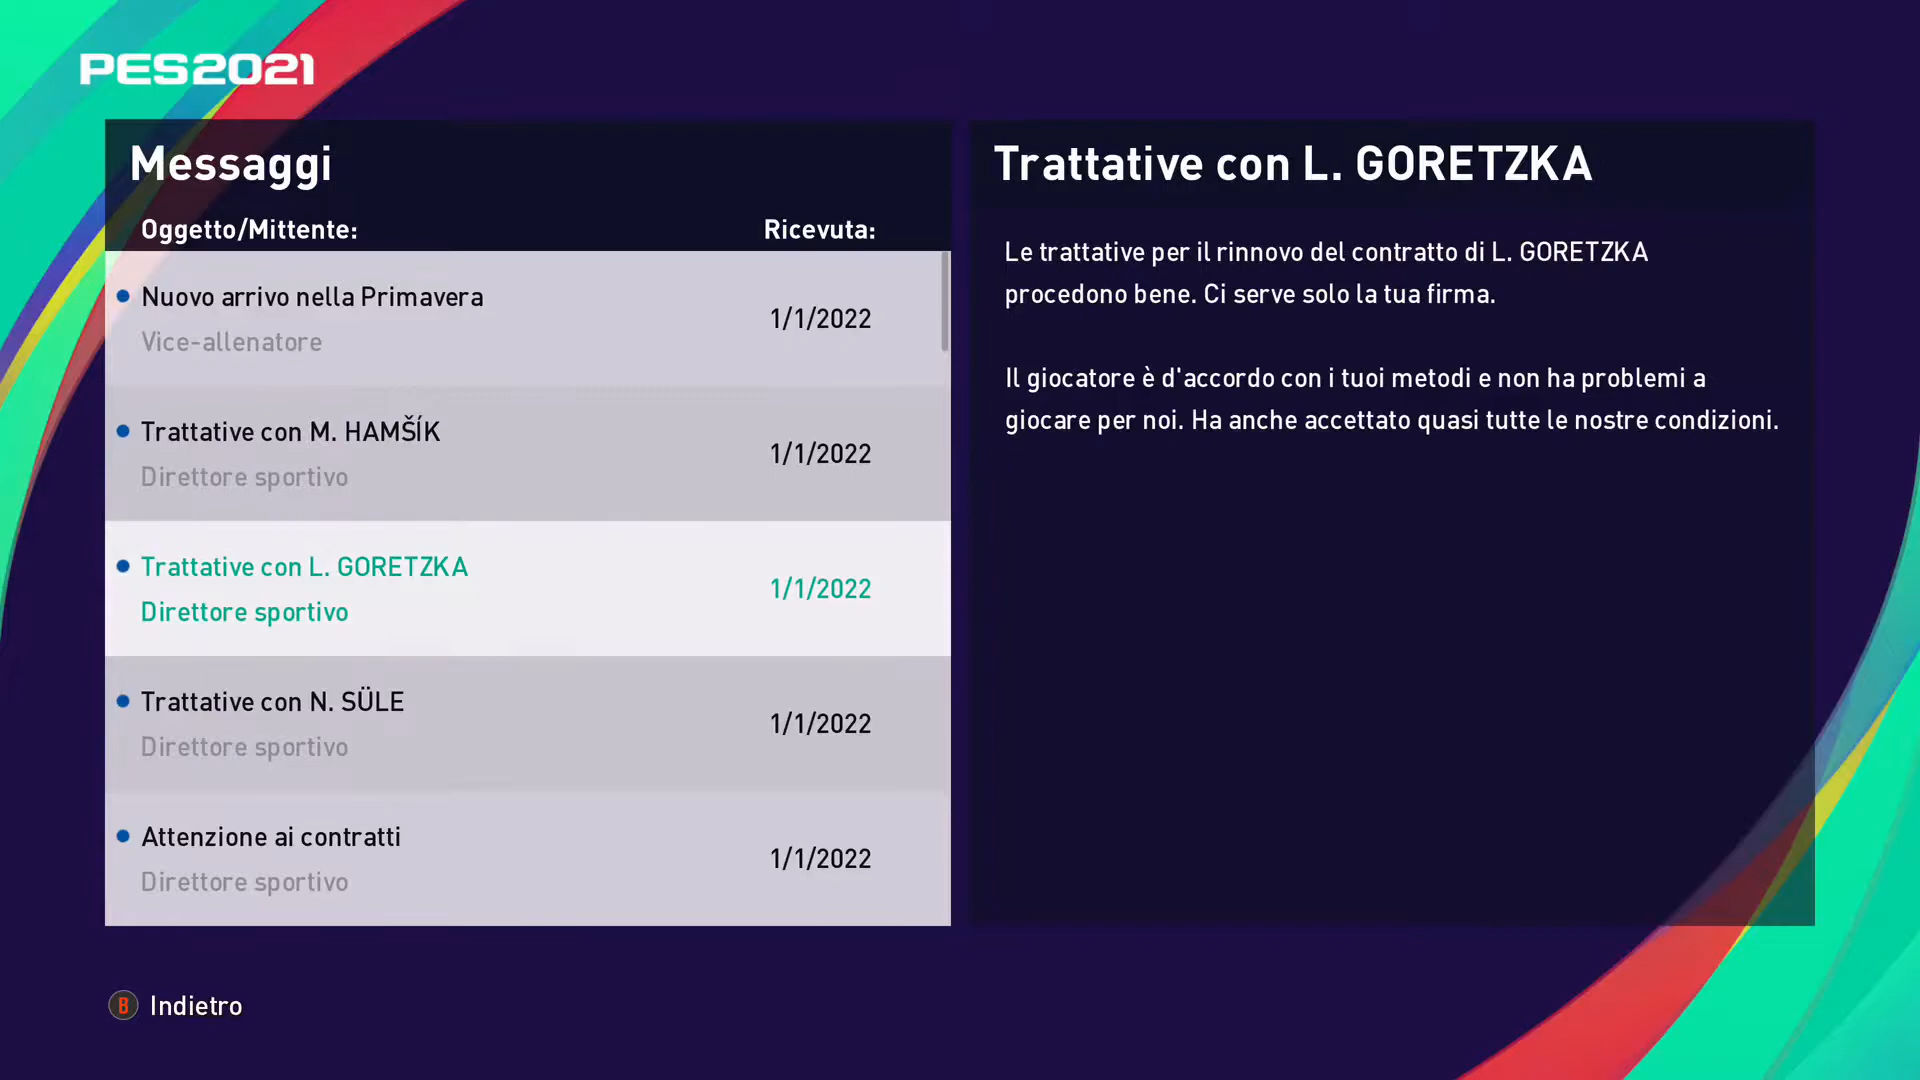 PES2021
Messaggi
Oggetto/Mittente: Ricevuta:
Nuovo arrivo nella Primavera
Vice-allenatore
1/1/2022
Trattative con M. HAMŠÍK
Direttore sportivo
1/1/2022
Trattative con L. GORETZKA
Direttore sportivo
1/1/2022
Trattative con N. SÜLE
Direttore sportivo
1/1/2022
Attenzione ai contratti
Direttore sportivo
1/1/2022
Trattative con L. GORETZKA
Le trattative per il rinnovo del contratto di L. GORETZKA
procedono bene. Ci serve solo la tua firma.
Il giocatore è d'accordo con i tuoi metodi e non ha problemi a
giocare per noi. Ha anche accettato quasi tutte le nostre condizioni.
B Indietro